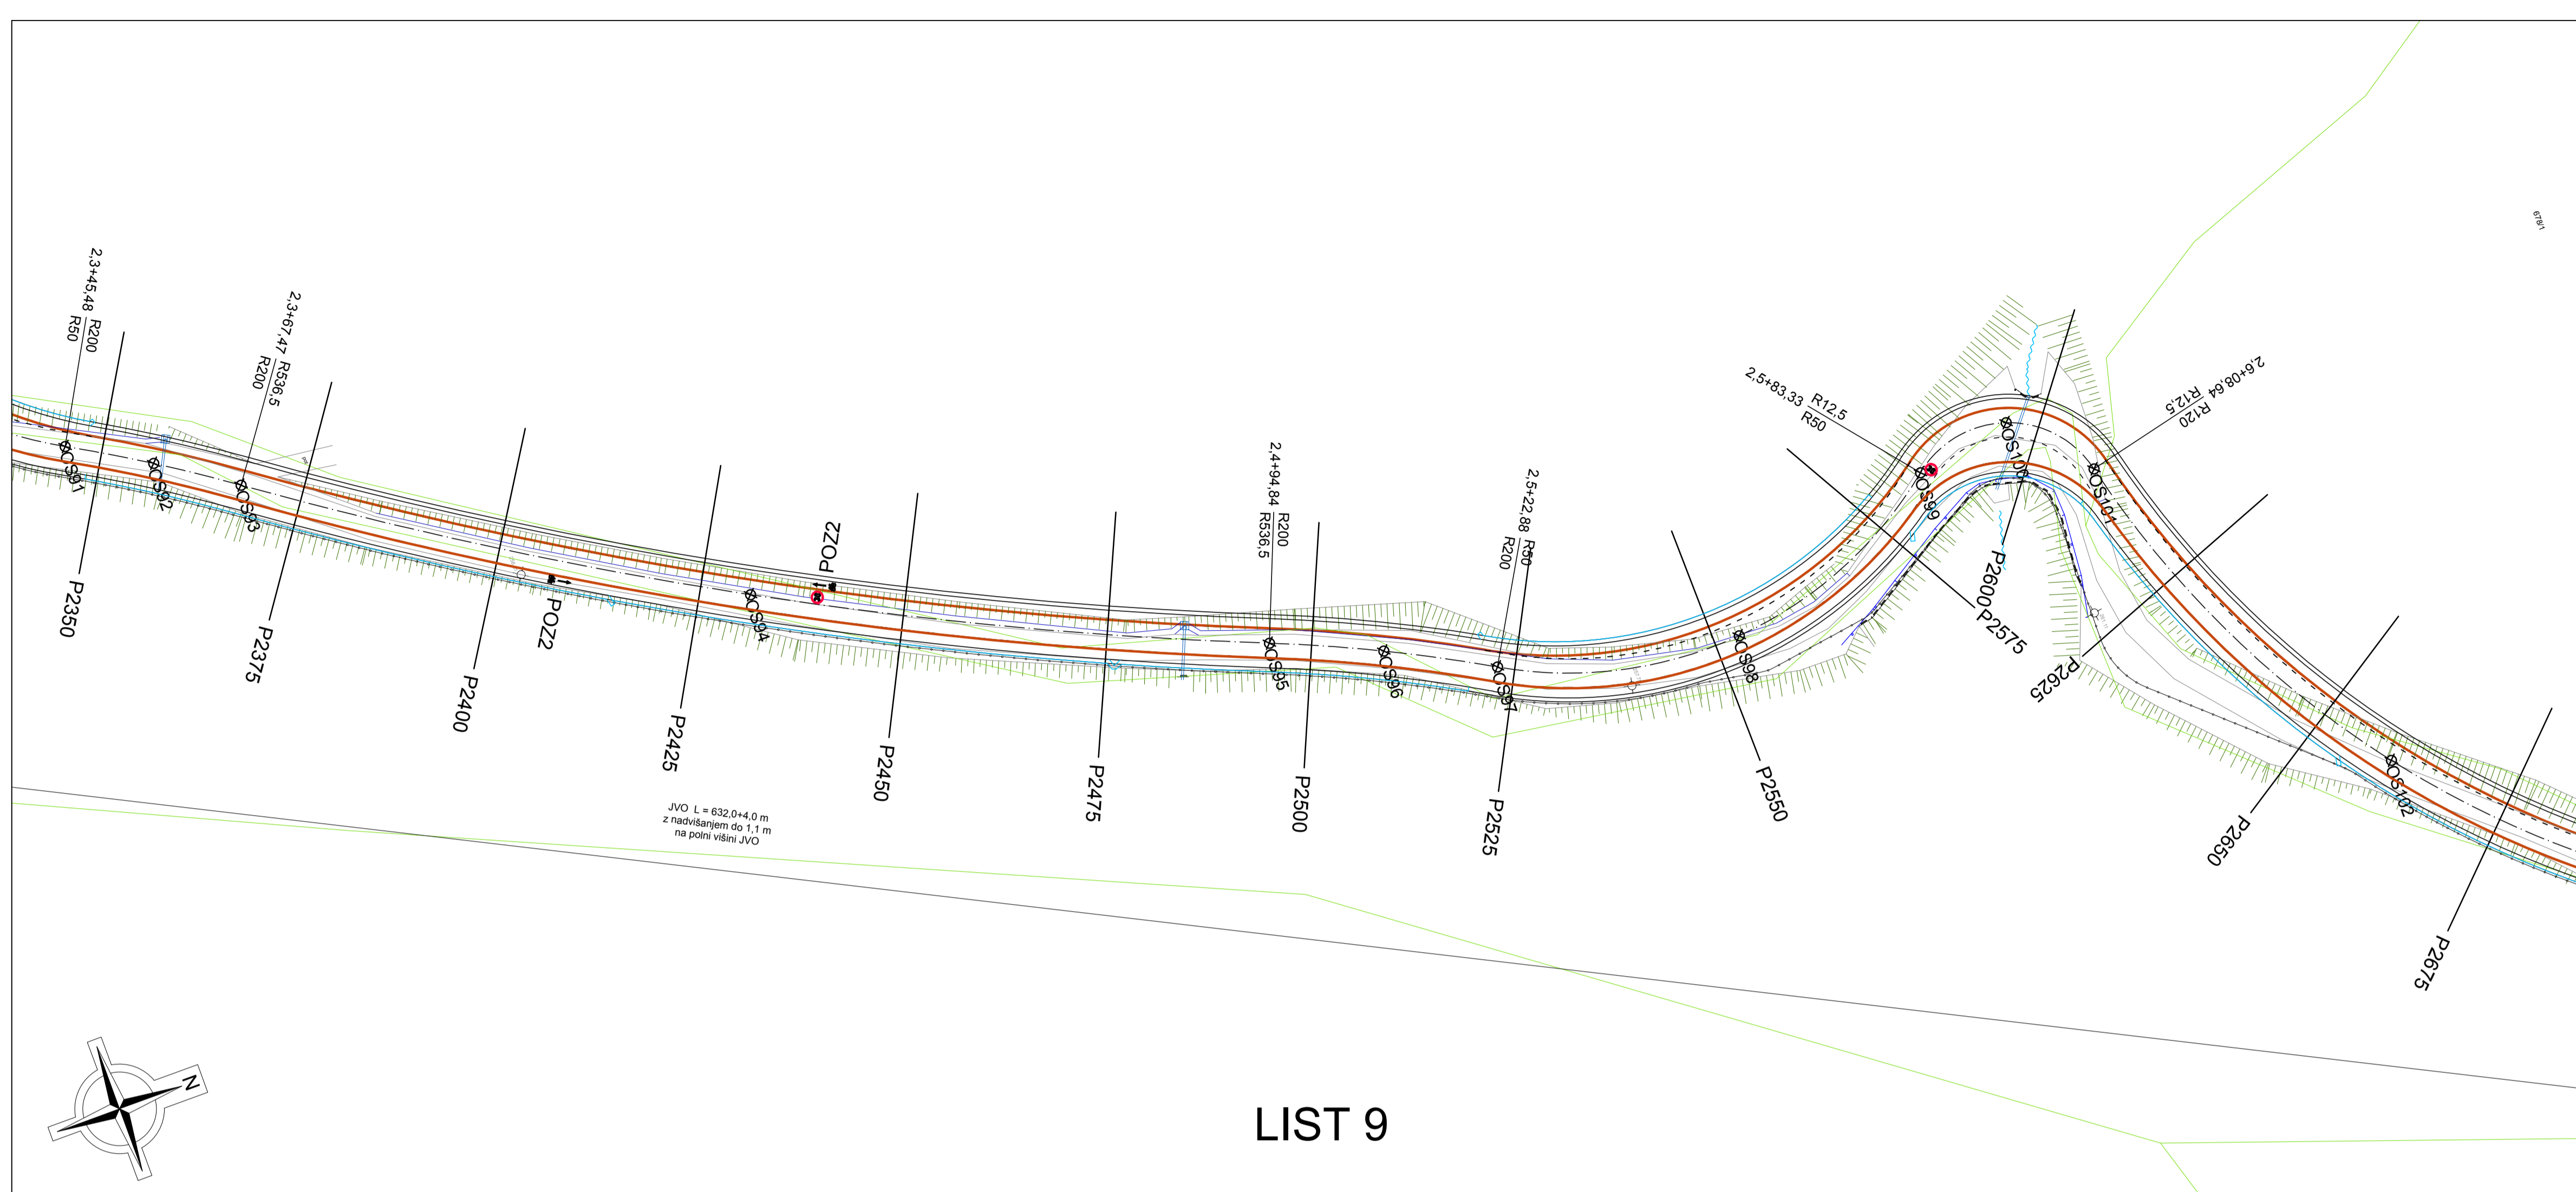 2,3+45,48
R200
R50
2,3+67,47
R536,5
R200
OS91
OS92
OS93
P2350
P2375
P2400
POZ2
P2425
OS94
POZ2
P2450
JVO L = 632,0+4,0 m
z nadvišanjem do 1,1 m
na polni višini JVO
P2475
2,4+94,84
R200
R536,5
OS95
P2500
OS96
2,5+22,88
R50
R200
OS97
P2525
OS98
P2550
2,5+83,33
R12,5
R50
OS99
P2575
OS100
P2600
2,6+08,64
R120
R12,5
OS101
P2625
OS102
P2650
P2675
678/1
N
LIST 9